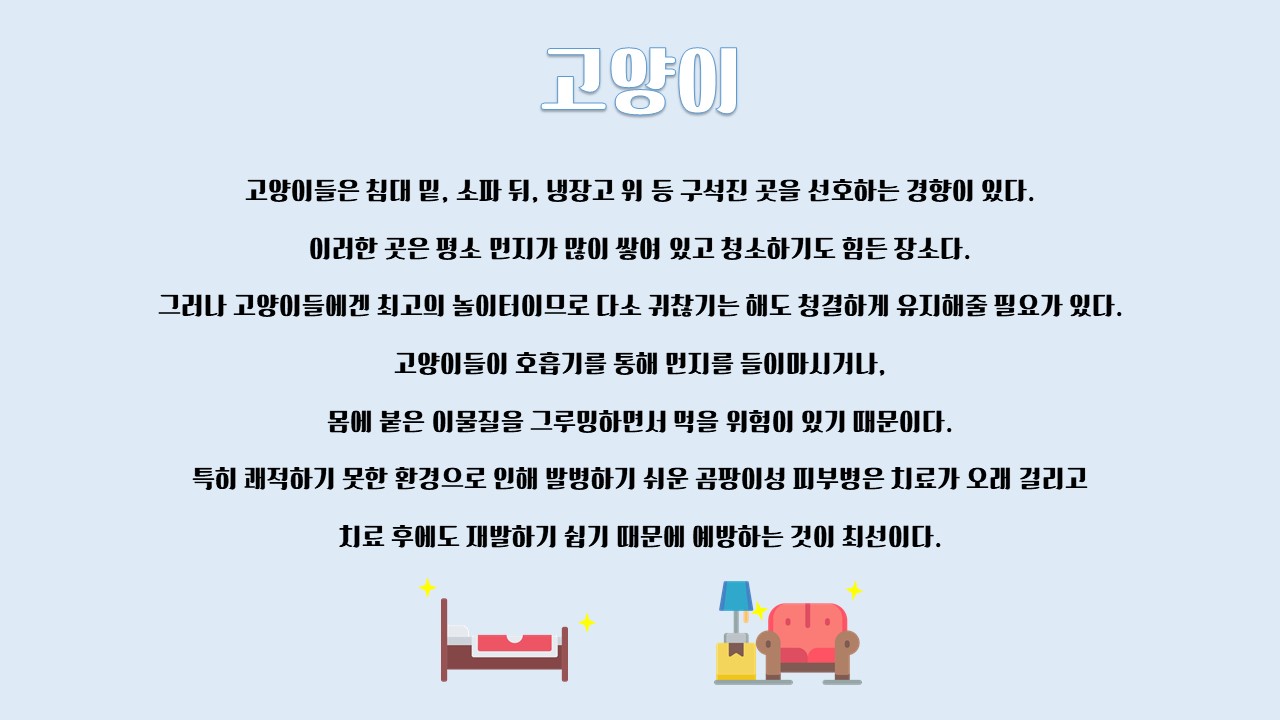 고양이
고양이들은 침대 밑, 소파 뒤, 냉장고 위 등 구석진 곳을 선호하는 경향이 있다.
이러한 곳은 평소 먼지가 많이 쌓여 있고 청소하기도 힘든 장소다.
그러나 고양이들에겐 최고의 놀이터이므로 다소 귀찮기는 해도 청결하게 유지해줄 필요가 있다.
고양이들이 호흡기를 통해 먼지를 들이마시거나,
몸에 붙은 이물질을 그루밍하면서 먹을 위험이 있기 때문이다.
특히 쾌적하기 못한 환경으로 인해 발병하기 쉬운 곰팡이성 피부병은 치료가 오래 걸리고
치료 후에도 재발하기 쉽기 때문에 예방하는 것이 최선이다.